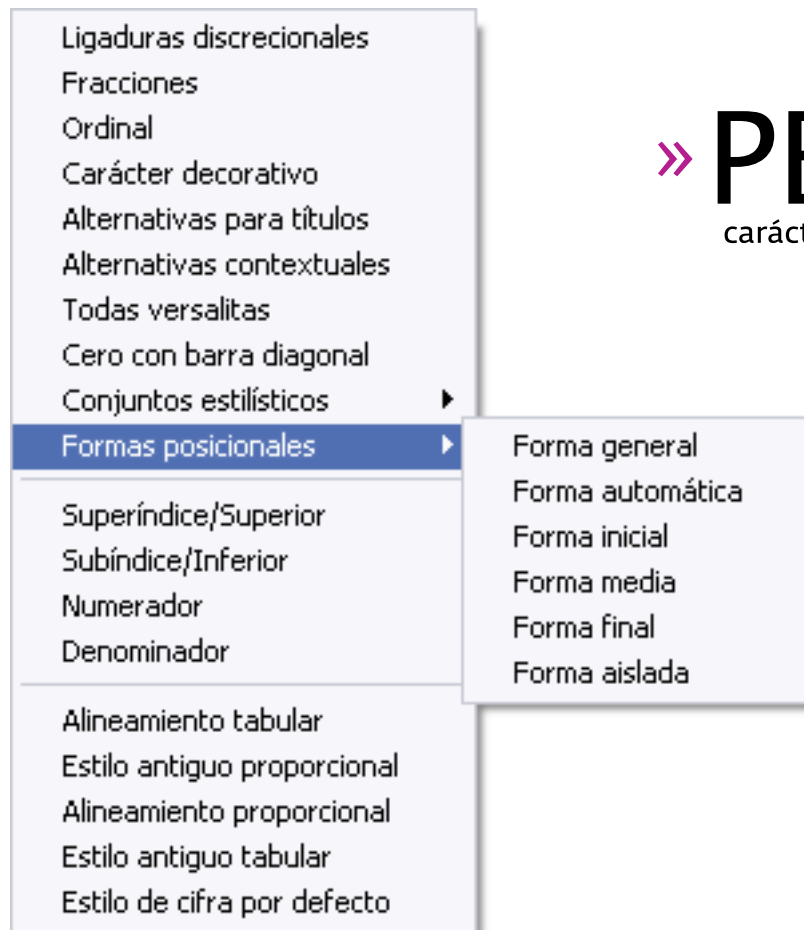 Ligaduras discrecionales
Fracciones
Ordinal
Carácter decorativo
Alternativas para títulos
Alternativas contextuales
Todas versalitas
Cero con barra diagonal
Conjuntos estilísticos
Formas posicionales
Superíndice/Superior
Subíndice/Inferior
Numerador
Denominador
Alineamiento tabular
Estilo antiguo proporcional
Alineamiento proporcional
Estilo antiguo tabular
Estilo de cifra por defecto
Forma general
Forma automática
Forma inicial
Forma media
Forma final
Forma aislada